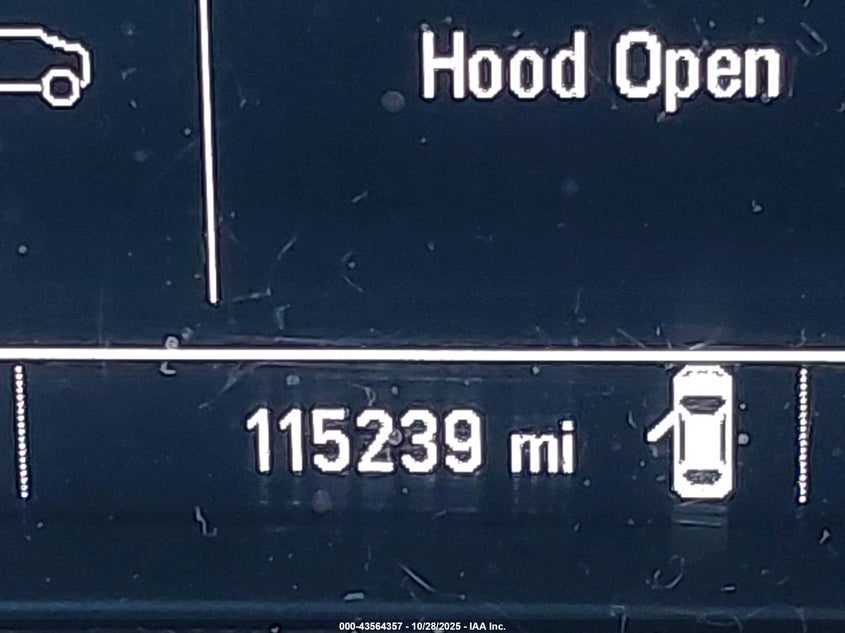 Hood Open
115239 mi
000-43564357 - 10/28/2025 - IAA Inc.